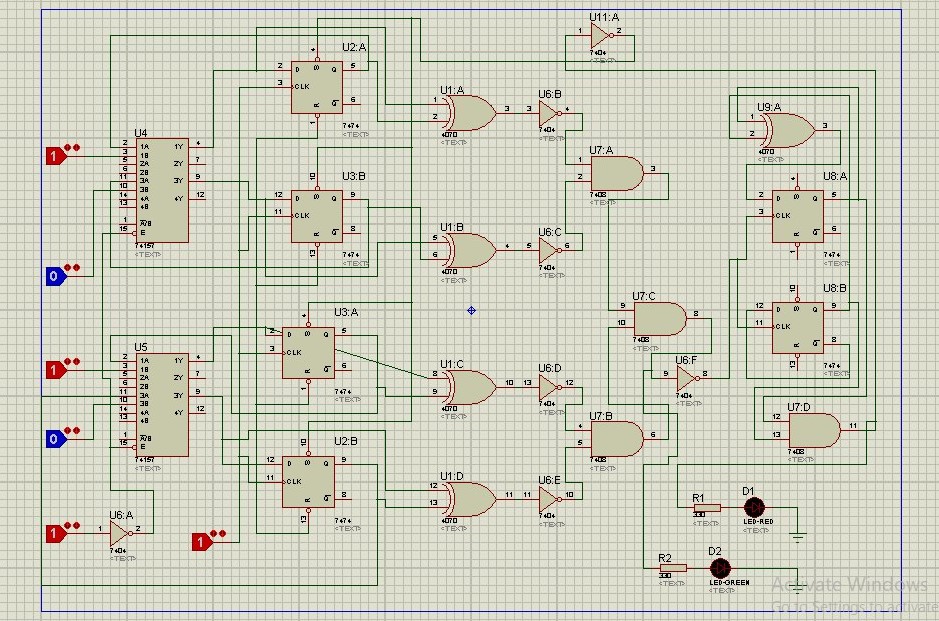 U11:A
1 2
7404
<TEXT>
U2:A
4
2 D S Q 5
3 CLK
R Q 6
1
7474
<TEXT>
U1:A
1
2
3
4070
<TEXT>
U6:B
3 4
7404
<TEXT>
U9:A
1
2
3
4070
<TEXT>
U4
2 1A 1Y 4
3 1B
5 2A 2Y 7
6 2B
11 3A 3Y 9
10 3B
14 4A 4Y 12
13 4B
1 A/B
15 E
74157
<TEXT>
1
0
U3:B
10
12 D S Q 9
11 CLK
R Q 8
13
7474
<TEXT>
U7:A
1
2
3
7408
<TEXT>
U8:A
4
2 D S Q 5
3 CLK
R Q 6
1
7474
<TEXT>
U1:B
5
6
4
4070
<TEXT>
U6:C
5 6
7404
<TEXT>
U8:B
10
12 D S Q 9
11 CLK
R Q 8
13
7474
<TEXT>
U7:C
9
10
8
7408
<TEXT>
U3:A
4
2 D S Q 5
3 CLK
R Q 6
1
7474
<TEXT>
U5
2 1A 1Y 4
3 1B
5 2A 2Y 7
6 2B
11 3A 3Y 9
10 3B
14 4A 4Y 12
13 4B
1 A/B
15 E
74157
<TEXT>
1
0
U1:C
8
9
10
4070
<TEXT>
U6:D
13 12
7404
<TEXT>
U6:F
9 8
7404
<TEXT>
U7:B
4
5
6
7408
<TEXT>
U7:D
12
13
11
7408
<TEXT>
U2:B
10
12 D S Q 9
11 CLK
R Q 8
13
7474
<TEXT>
U1:D
12
13
11
4070
<TEXT>
U6:E
11 10
7404
<TEXT>
R1
330
<TEXT>
D1
LED-RED
<TEXT>
1
U6:A
1 2
7404
<TEXT>
1
R2
330
<TEXT>
D2
LED-GREEN
<TEXT>
Activate Windows
Go to Settings to activate